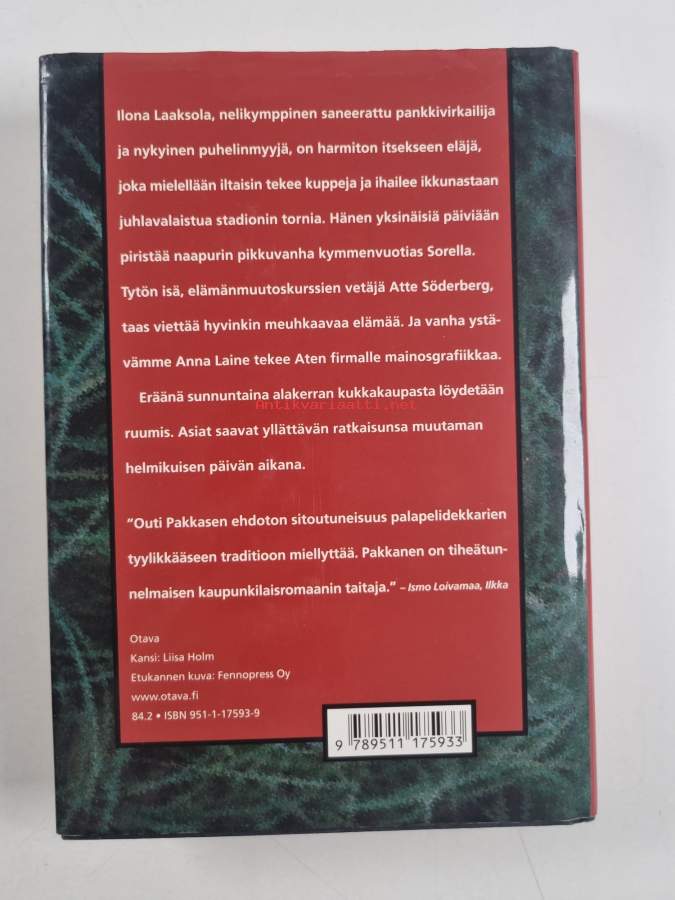 Ilona Laaksola, nelikymppinen saneerattu pankkivirkailija
ja nykyinen puhelinmyyjä, on harmiton itsekseen eläjä,
joka mielellään iltaisin tekee kuppeja ja ihailee ikkunastaan
juhlavalaistua stadionin tornia. Hänen yksinäisiä päiviään
piristää naapurin pikkuvanha kymmenvuotias Sorella.
Tytön isä, elämänmuutoskurssien vetäjä Atte Söderberg,
taas viettää hyvinkin meuhkaavaa elämää. Ja vanha ystä-
vämme Anna Laine tekee Aten firmalle mainosgrafiikkaa.
Eräänä sunnuntaina alakerran kukkakaupasta löydetään
Antikvariaatti.net
ruumis. Asiat saavat yllättävän ratkaisunsa muutaman
helmikuisen päivän aikana.
"Outi Pakkasen ehdoton sitoutuneisuus palapelidekkarien
tyylikkääseen traditioon miellyttää. Pakkanen on tiheätun-
nelmaisen kaupunkilaisromaanin taitaja." – Ismo Loivamaa, Ilkka
Otava
Kansi: Liisa Holm
Etukannen kuva: Fennopress Oy
www.otava.fi
84.2 • ISBN 951-1-17593-9
9 789511 175933